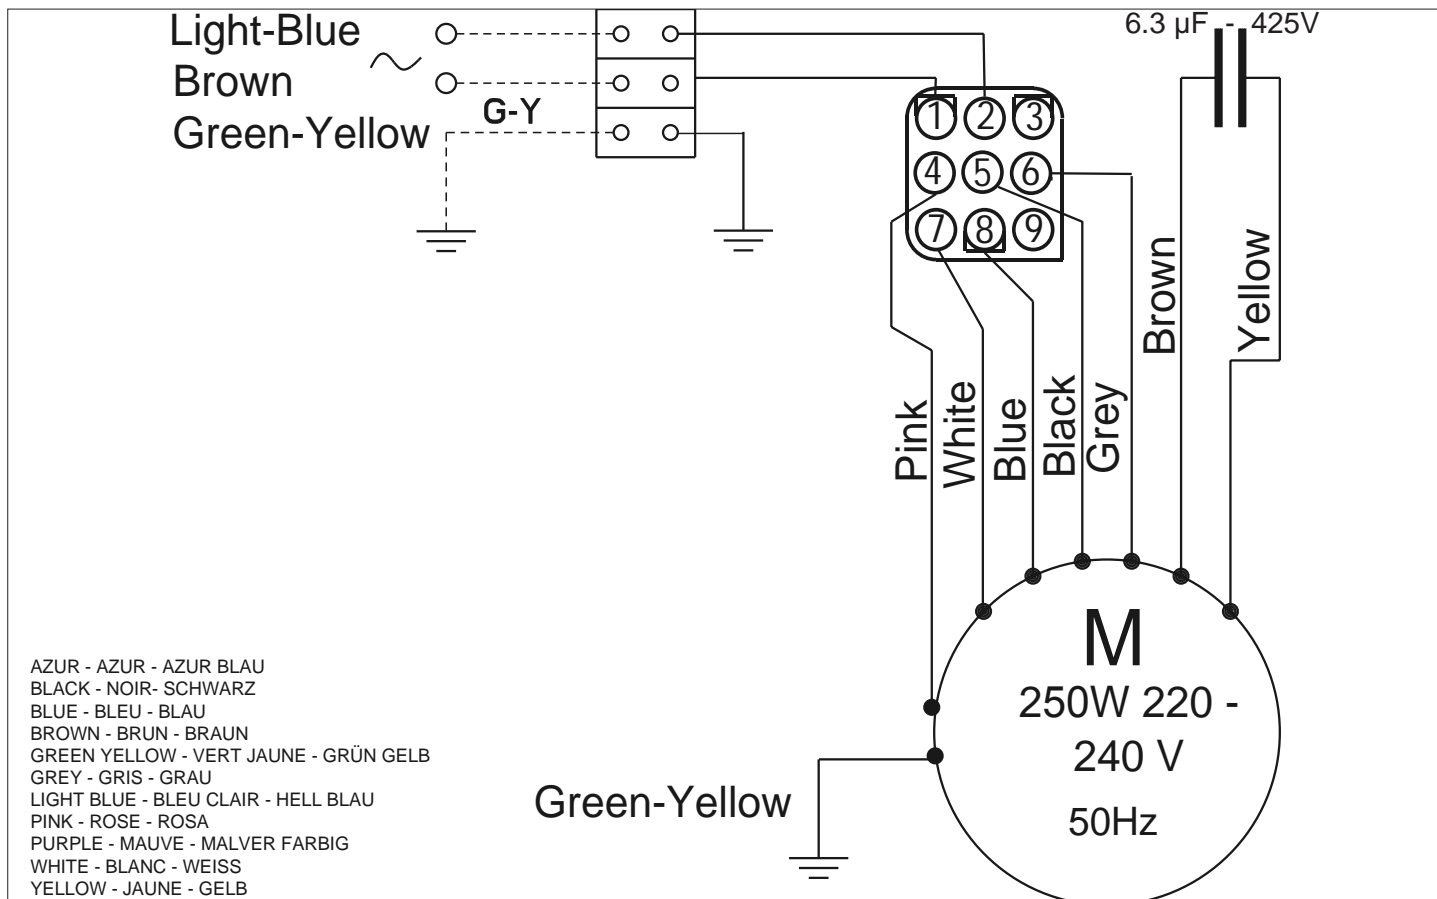 Light-Blue
Brown
Green-Yellow
G-Y
6.3 µF - 425V
1 2 3
4 5 6
7 8 9
Brown
Yellow
Pink
White
Blue
Black
Grey
M
250W 220 -
240 V
50Hz
Green-Yellow
AZUR - AZUR - AZUR BLAU
BLACK - NOIR- SCHWARZ
BLUE - BLEU - BLAU
BROWN - BRUN - BRAUN
GREEN YELLOW - VERT JAUNE - GRÜN GELB
GREY - GRIS - GRAU
LIGHT BLUE - BLEU CLAIR - HELL BLAU
PINK - ROSE - ROSA
PURPLE - MAUVE - MALVER FARBIG
WHITE - BLANC - WEISS
YELLOW - JAUNE - GELB